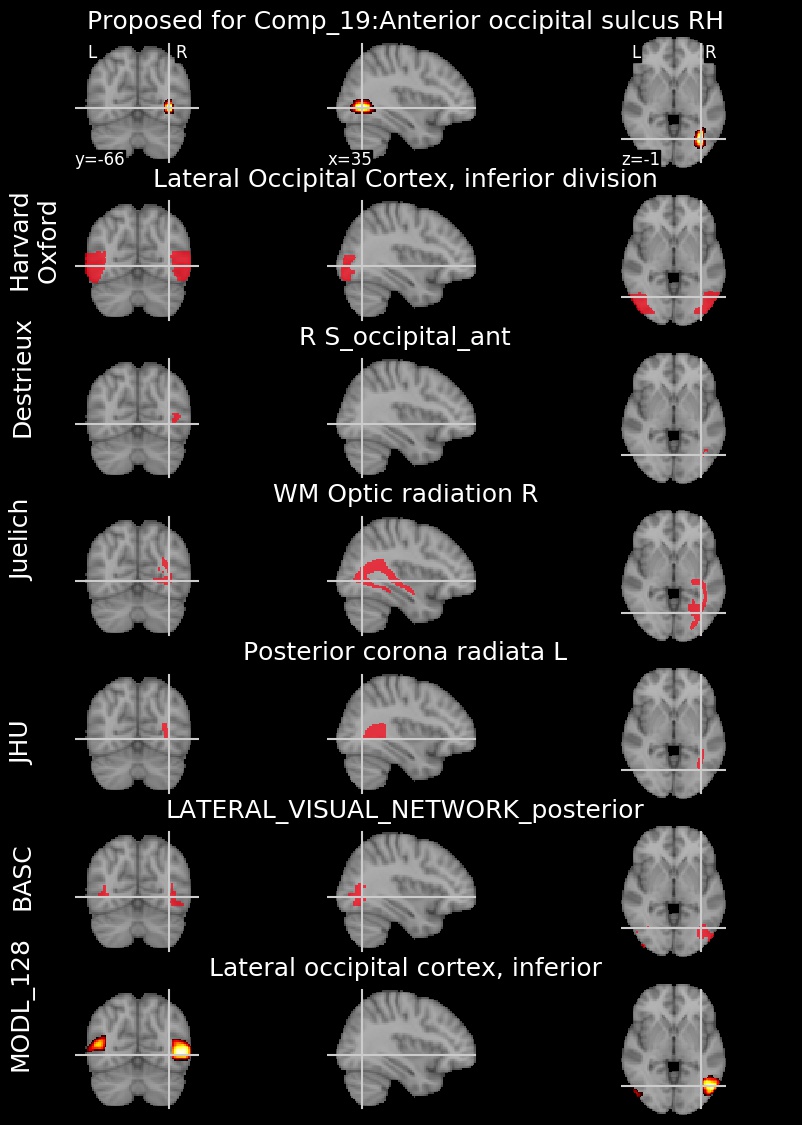 Proposed for Comp_19:Anterior occipital sulcus RH
L R L R
y=-66 x=35 z=-1
Lateral Occipital Cortex, inferior division
Harvard
Oxford
R S_occipital_ant
Destrieux
WM Optic radiation R
Juelich
Posterior corona radiata L
JHU
LATERAL_VISUAL_NETWORK_posterior
BASC
Lateral occipital cortex, inferior
MODL_128